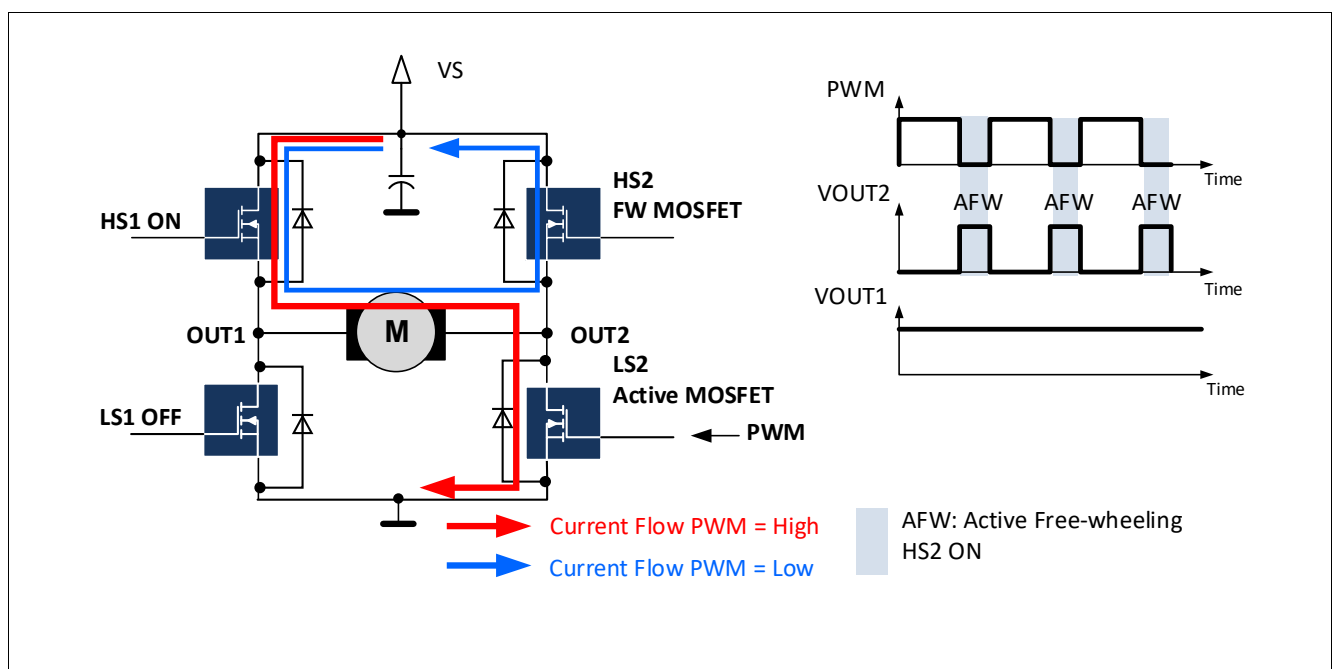 VS
HS1 ON
HS2
FW MOSFET
OUT1
M
OUT2
LS1 OFF
LS2
Active MOSFET
PWM
Current Flow PWM = High
Current Flow PWM = Low
PWM
Time
VOUT2
AFW AFW AFW
Time
VOUT1
Time
AFW: Active Free-wheeling
HS2 ON